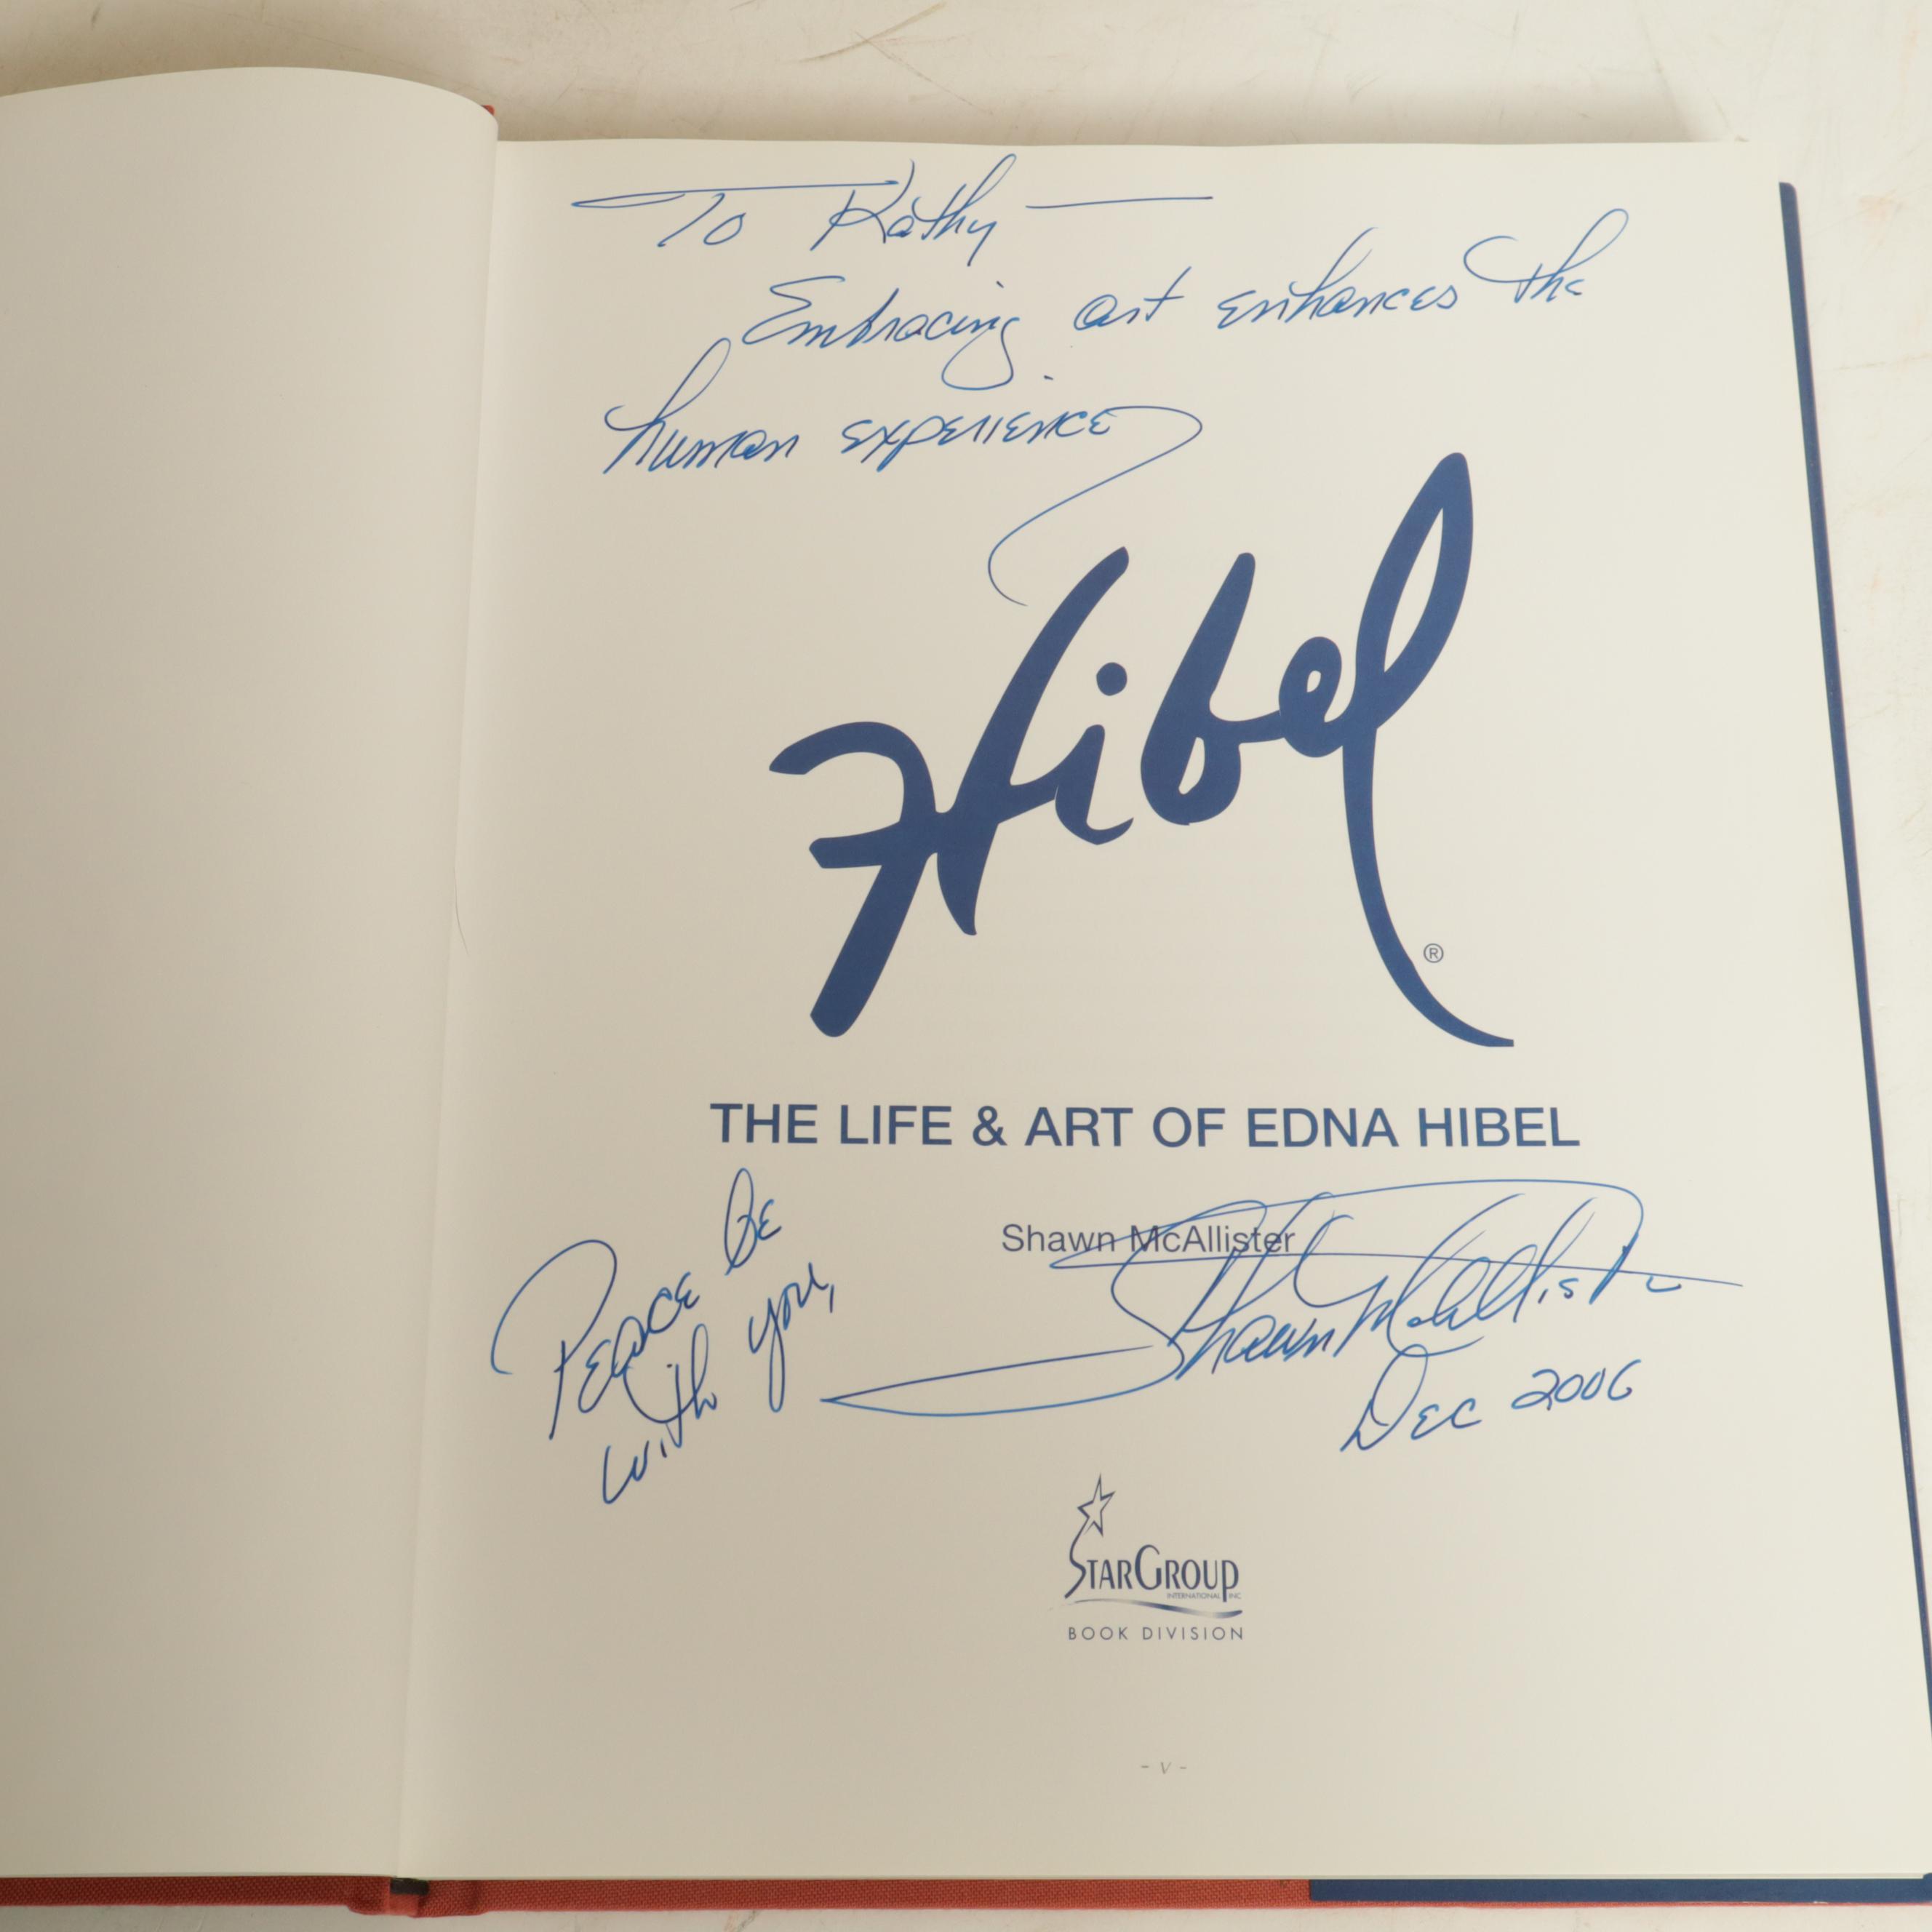 To Kathy
Embracing art enhances the
human experience
Hibel
®
THE LIFE & ART OF EDNA HIBEL
Shawn McAllister
Peace be
with you,
Shawn McAllister
Dec 2006
STARGROUP
INTERNATIONAL INC
BOOK DIVISION
- v -